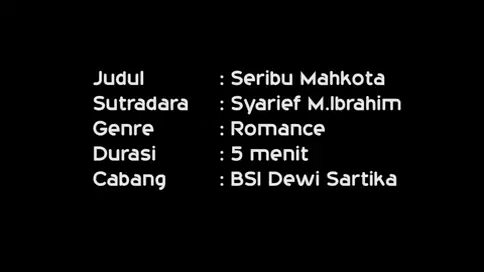 Judul : Seribu Mahkota
Sutradara : Syarief M.Ibrahim
Genre : Romance
Durasi : 5 menit
Cabang : BSI Dewi Sartika